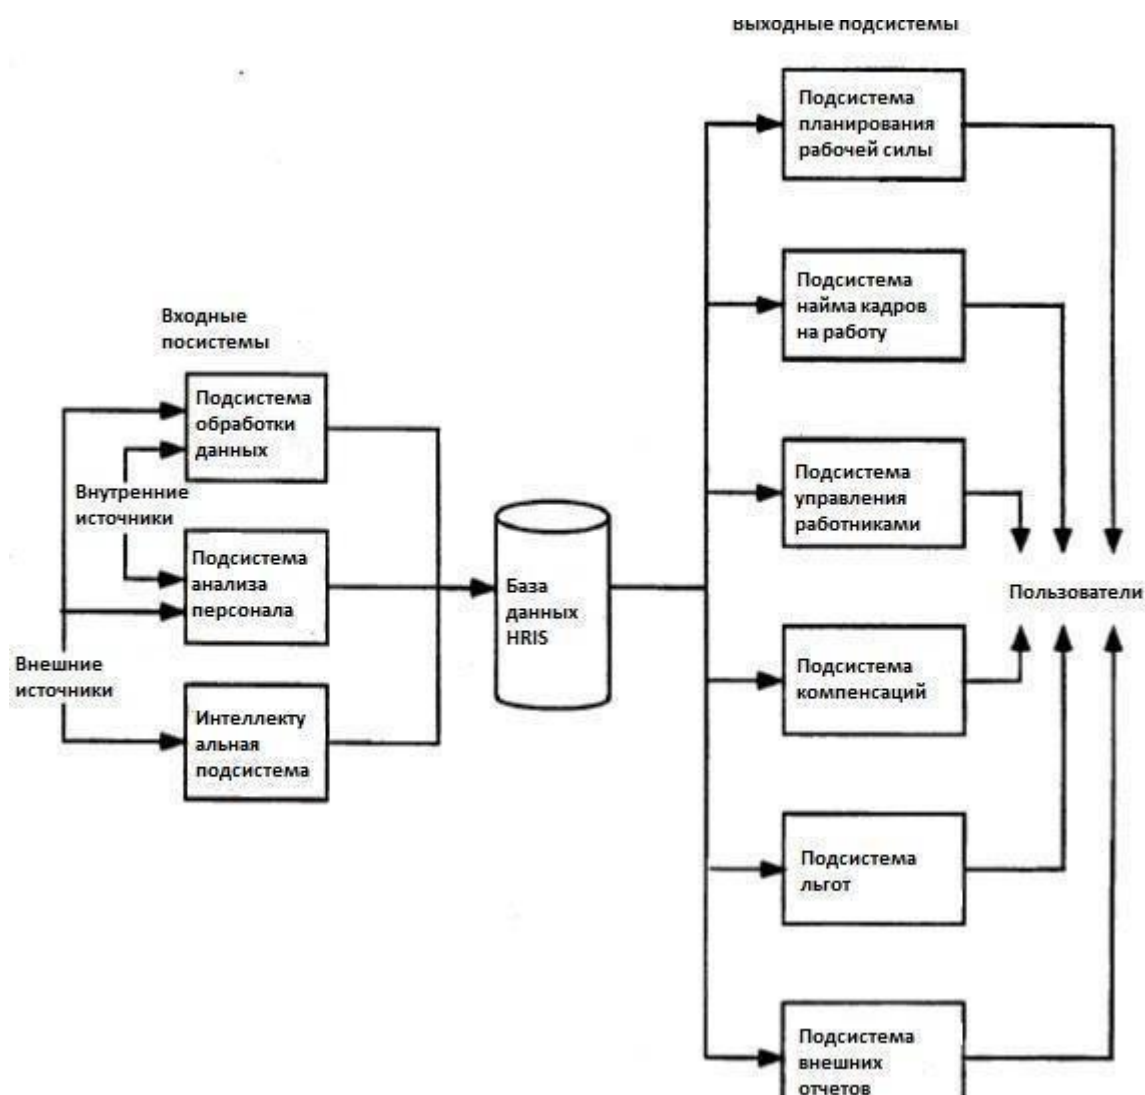 Выходные подсистемы
Подсистема
планирования
рабочей силы
Подсистема
найма кадров
на работу
Входные
посистемы
Подсистема
обработки
данных
Внутренние
источники
Подсистема
управления
работниками
Подсистема
анализа
персонала
База
данных
HRIS
Пользователи
Внешние
источники
Подсистема
компенсаций
Интеллекту
альная
подсистема
Подсистема
льгот
Подсистема
внешних
отчетов